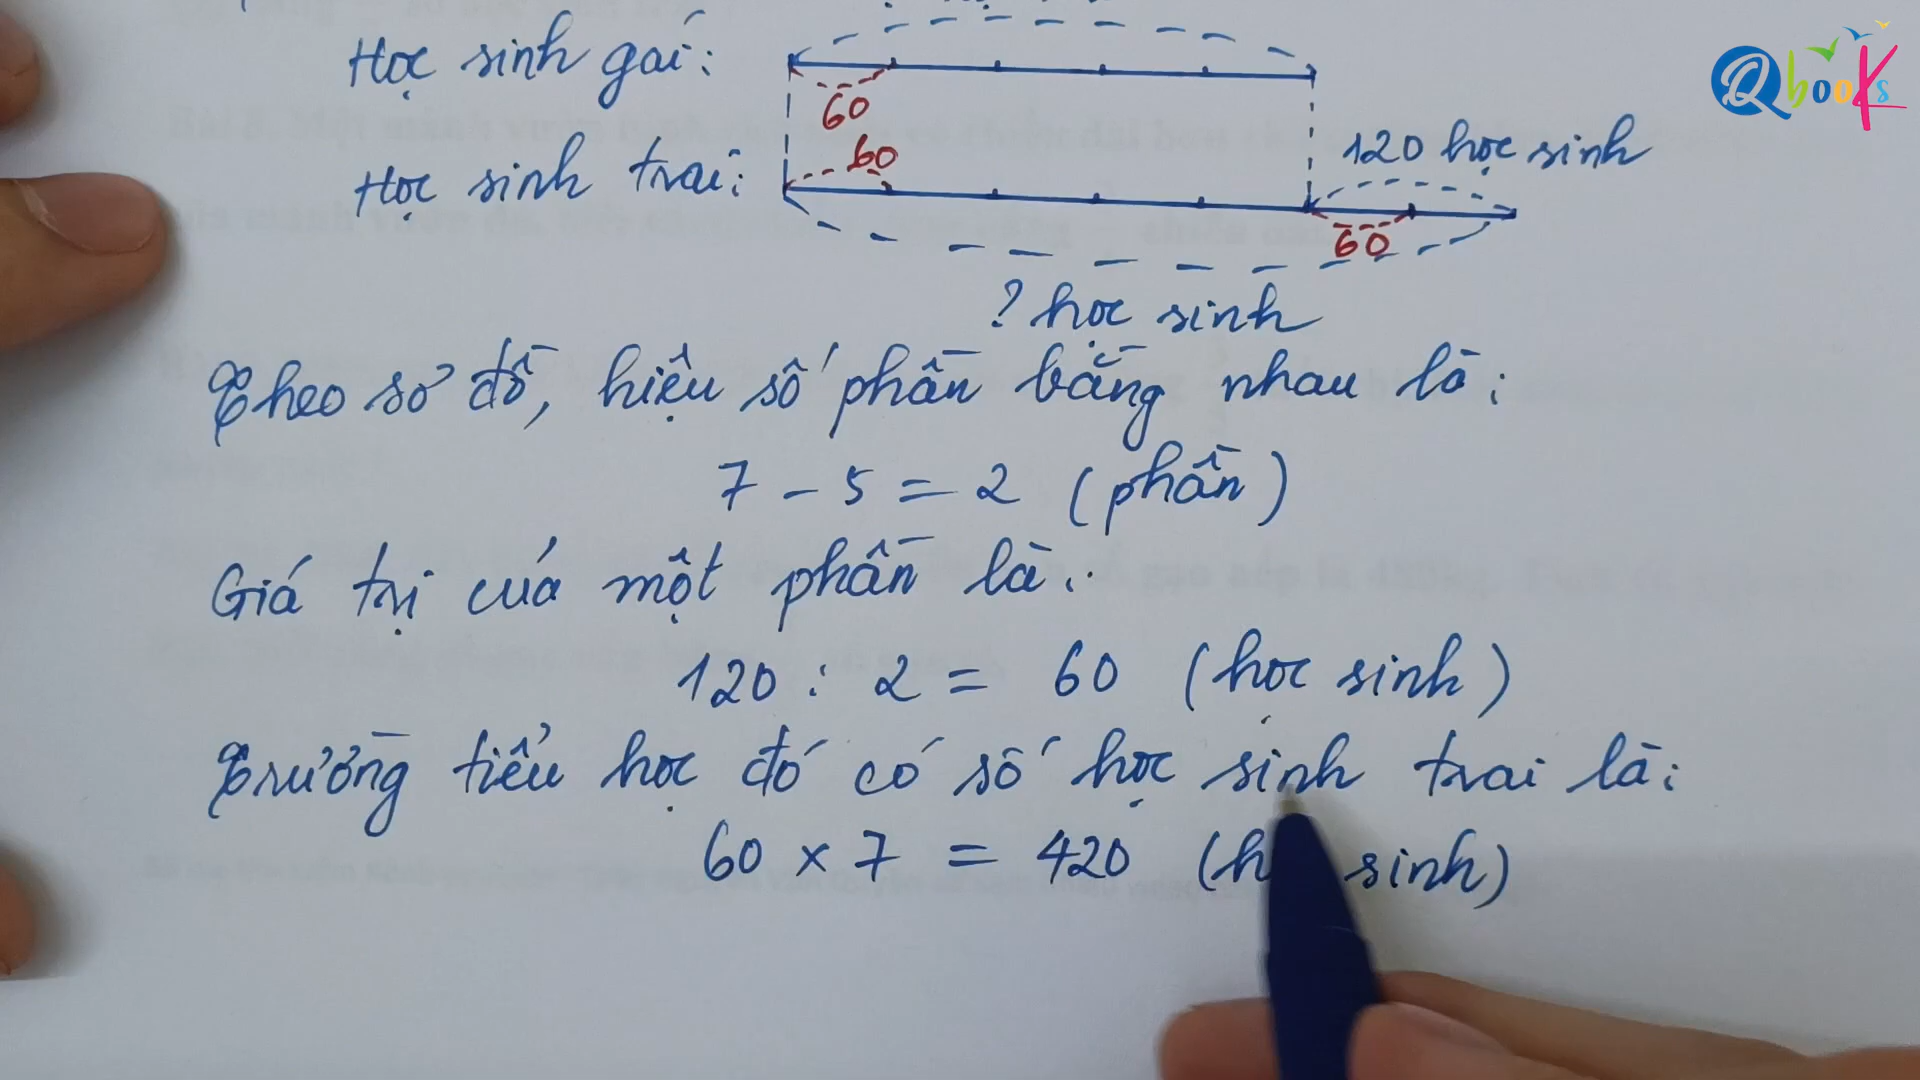 Qbooks
Học sinh gái:
60
60
120 học sinh
Học sinh trai:
60
? học sinh
Theo sơ đồ, hiệu số phần bằng nhau là:
7 - 5 = 2 (phần)
Giá trị của một phần là:
120 : 2 = 60 (học sinh)
Trường tiểu học đó có số học sinh trai là:
60 x 7 = 420 (h sinh)